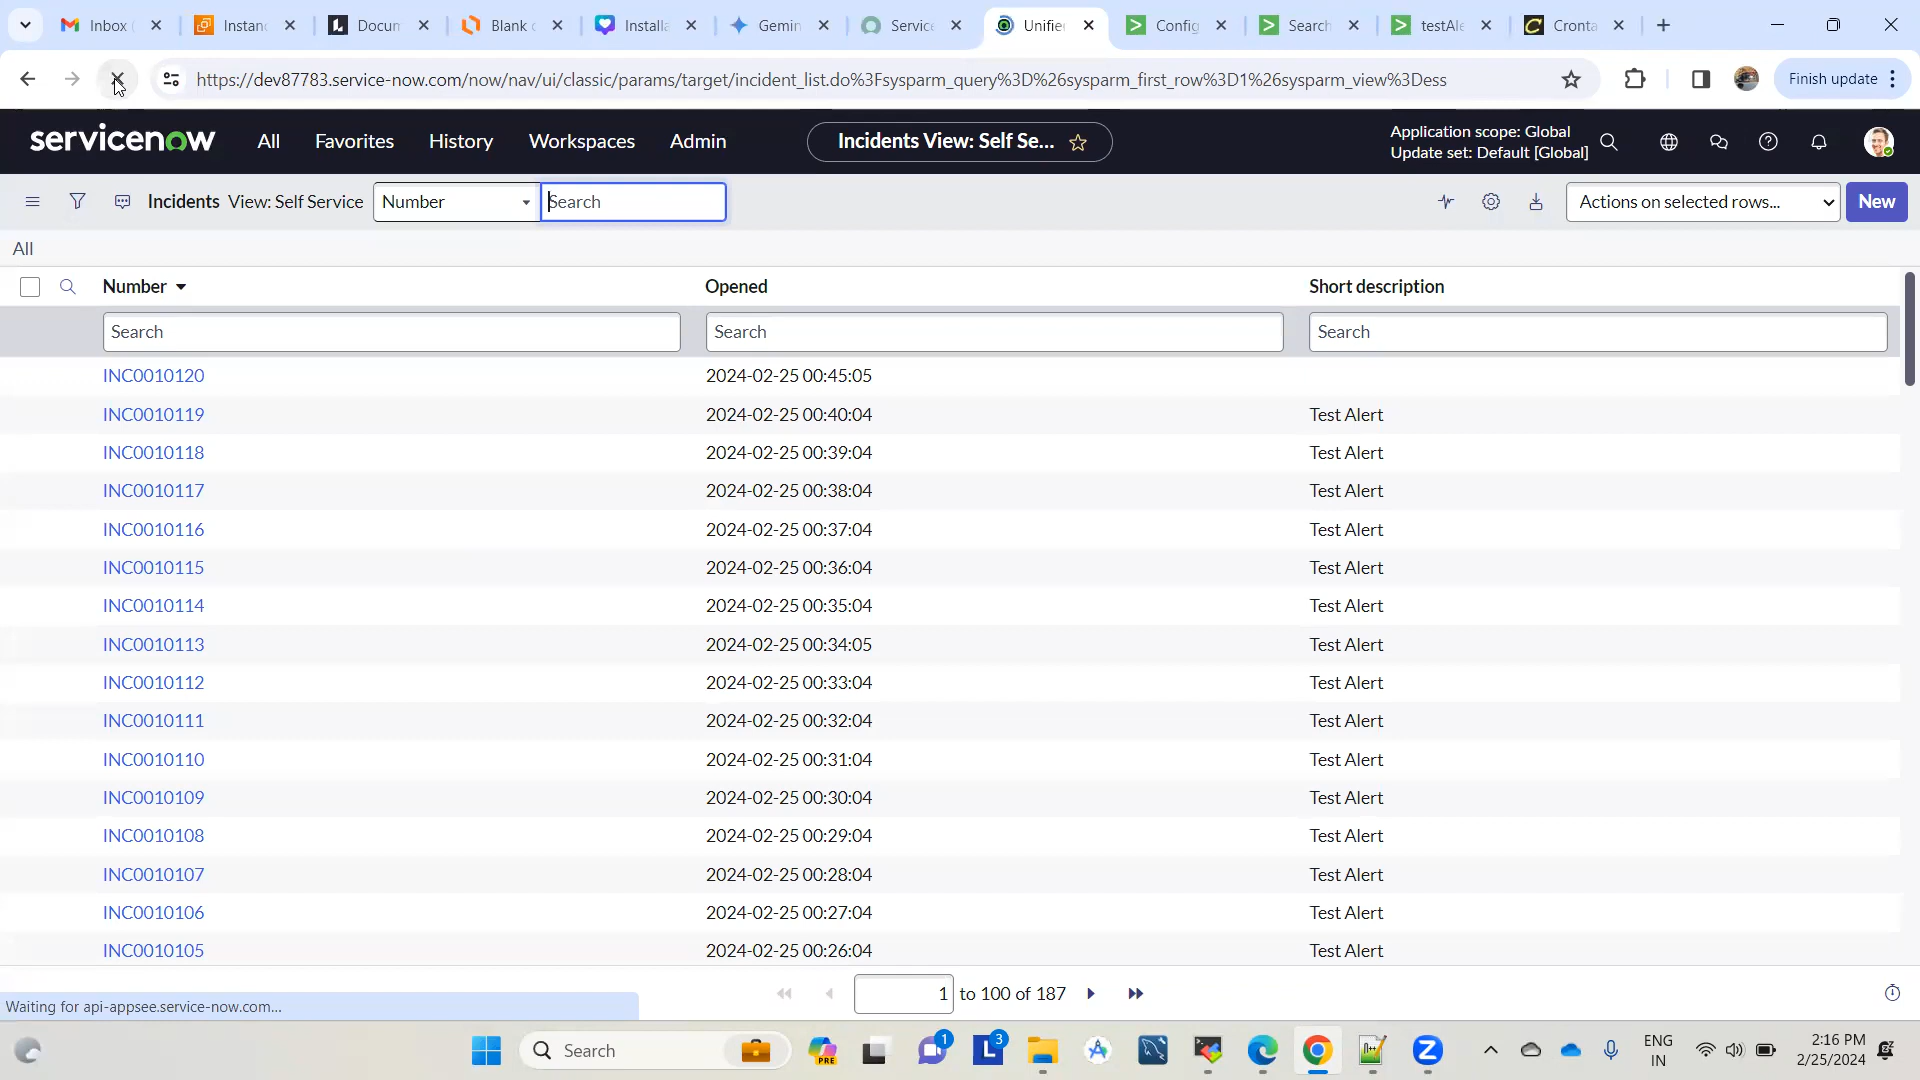 Inbox (
Instanc
Docum
Blank d
Installa
Gemin
Service
Unifie
Config
Search
testAle
Cronta
https://dev87783.service-now.com/now/nav/ui/classic/params/target/incident_list.do%3Fsysparm_query%3D%26sysparm_first_row%3D1%26sysparm_view%3Dess
Finish update
servicenow
All
Favorites
History
Workspaces
Admin
Incidents View: Self Se...
Application scope: Global
Update set: Default [Global]
Incidents View: Self Service
Number
Search
Actions on selected rows...
New
All
Number Opened Short description
Search Search Search
INC0010120 2024-02-25 00:45:05
INC0010119 2024-02-25 00:40:04 Test Alert
INC0010118 2024-02-25 00:39:04 Test Alert
INC0010117 2024-02-25 00:38:04 Test Alert
INC0010116 2024-02-25 00:37:04 Test Alert
INC0010115 2024-02-25 00:36:04 Test Alert
INC0010114 2024-02-25 00:35:04 Test Alert
INC0010113 2024-02-25 00:34:05 Test Alert
INC0010112 2024-02-25 00:33:04 Test Alert
INC0010111 2024-02-25 00:32:04 Test Alert
INC0010110 2024-02-25 00:31:04 Test Alert
INC0010109 2024-02-25 00:30:04 Test Alert
INC0010108 2024-02-25 00:29:04 Test Alert
INC0010107 2024-02-25 00:28:04 Test Alert
INC0010106 2024-02-25 00:27:04 Test Alert
INC0010105 2024-02-25 00:26:04 Test Alert
1 to 100 of 187
Waiting for api-appsee.service-now.com...
Search
PRE
1
L 3
ENG
IN
2:16 PM
2/25/2024